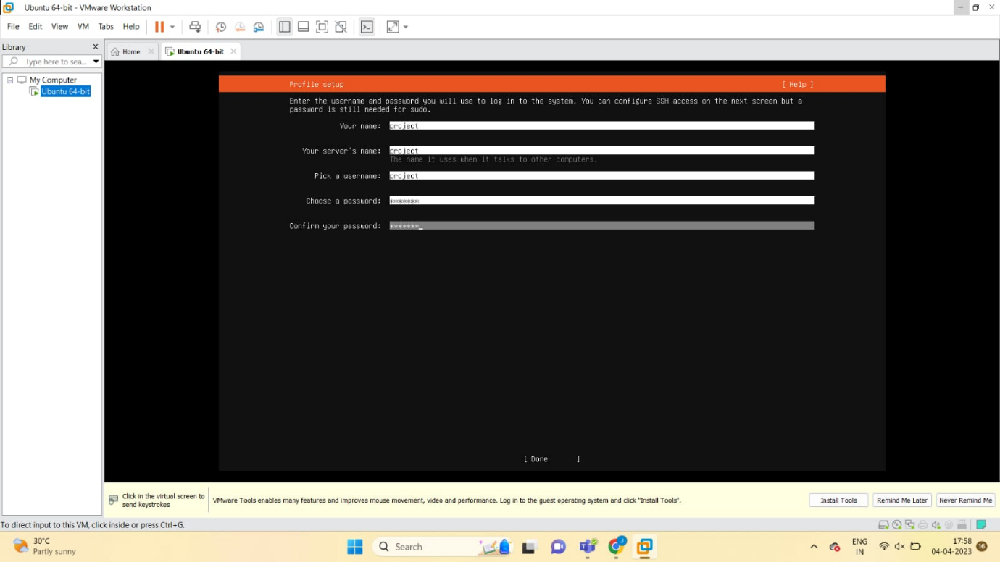 Ubuntu 64-bit - VMware Workstation
File Edit View VM Tabs Help
Library
Type here to sea...
My Computer
Ubuntu 64-bit
Home
Ubuntu 64-bit
Profile setup [ Help ]
Enter the username and password you will use to log in to the system. You can configure SSH access on the next screen but a
password is still needed for sudo.
Your name: project
Your server's name: project
The name it uses when it talks to other computers.
Pick a username: project
Choose a password: *******
Confirm your password: *******_
[ Done ]
Click in the virtual screen to
send keystrokes
VMware Tools enables many features and improves mouse movement, video and performance. Log in to the guest operating system and click "Install Tools".
Install Tools Remind Me Later Never Remind Me
To direct input to this VM, click inside or press Ctrl+G.
30°C
Partly sunny
Search
ENG
IN
17:58
04-04-2023
16